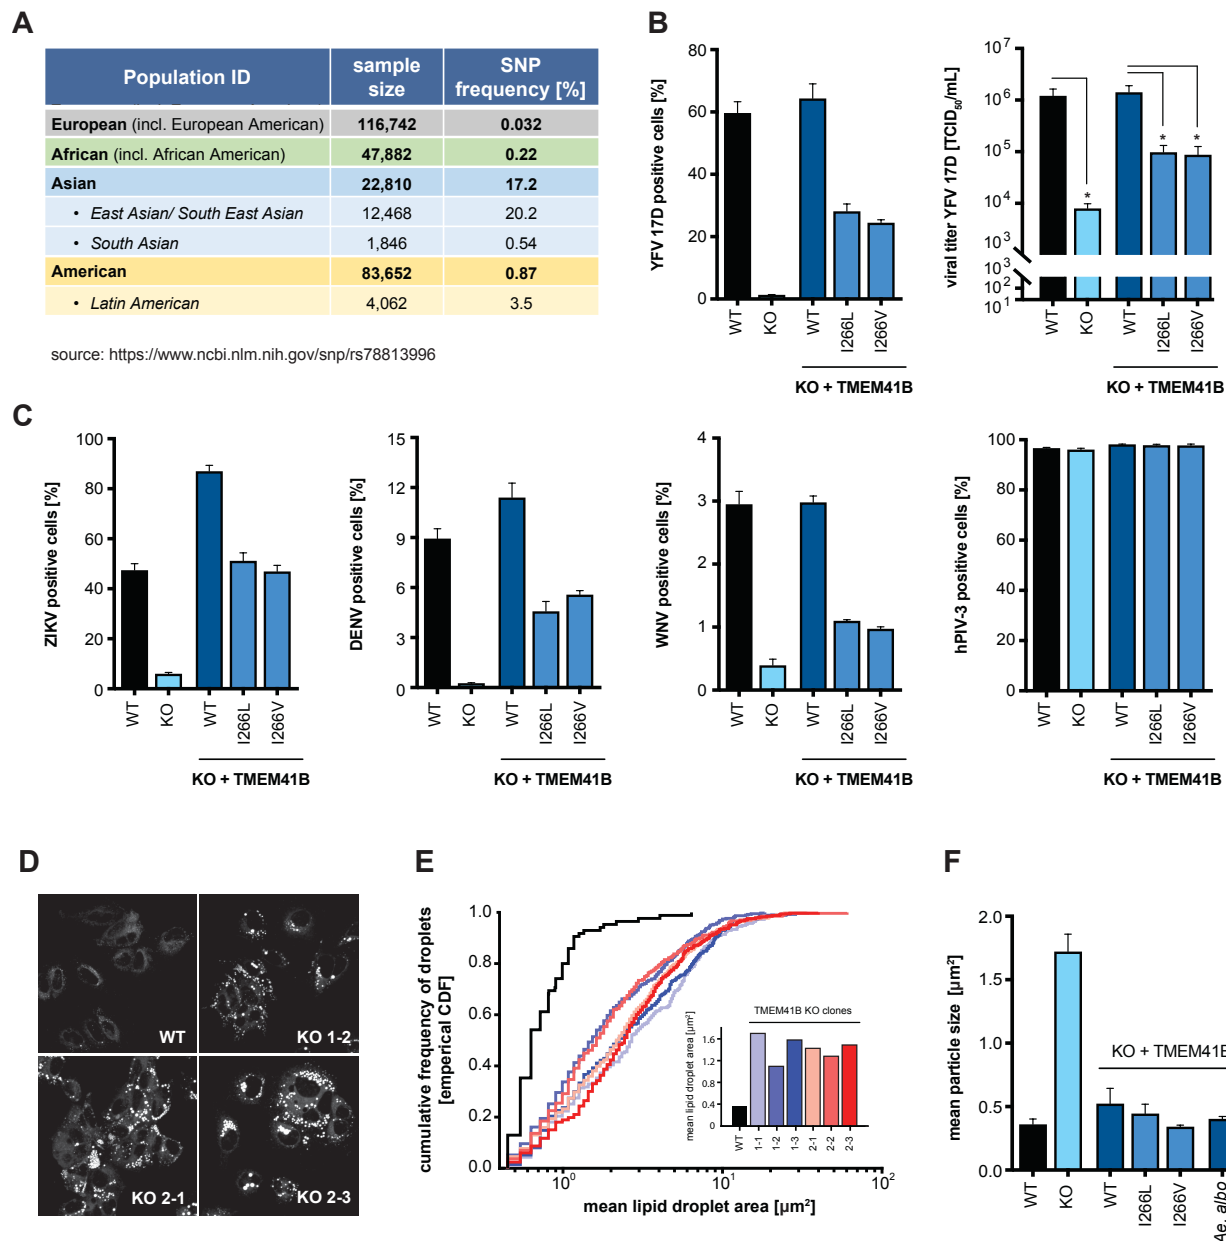 A
Population ID
sample size
SNP frequency [%]
European (incl. European American) 116,742 0.032
African (incl. African American) 47,882 0.22
Asian 22,810 17.2
• East Asian/ South East Asian 12,468 20.2
• South Asian 1,846 0.54
American 83,652 0.87
• Latin American 4,062 3.5
source: https://www.ncbi.nlm.nih.gov/snp/rs78813996
B
YFV 17D positive cells [%]
80
60
40
20
0
WT
KO
WT
I266L
I266V
KO + TMEM41B
viral titer YFV 17D [TCID50/mL]
10^7
10^6
10^5
10^4
10^3
10^3
10^2
10^1
*
*
*
WT
KO
WT
I266L
I266V
KO + TMEM41B
C
ZIKV positive cells [%]
100
80
60
40
20
0
WT
KO
WT
I266L
I266V
KO + TMEM41B
DENV positive cells [%]
15
12
9
6
3
0
WT
KO
WT
I266L
I266V
KO + TMEM41B
WNV positive cells [%]
4
3
2
1
0
WT
KO
WT
I266L
I266V
KO + TMEM41B
hPIV-3 positive cells [%]
100
80
60
40
20
0
WT
KO
WT
I266L
I266V
KO + TMEM41B
D
WT
KO 1-2
KO 2-1
KO 2-3
E
cumulative frequency of droplets
[emperical CDF]
1.0
0.8
0.6
0.4
0.2
0.0
10^0
10^1
10^2
mean lipid droplet area [µm²]
TMEM41B KO clones
mean lipid droplet area [µm²]
1.6
1.2
0.8
0.4
0
WT
1-1
1-2
1-3
2-1
2-2
2-3
F
mean particle size [µm²]
2.0
1.5
1.0
0.5
0.0
KO + TMEM41B
WT
KO
WT
I266L
I266V
Ae. albo